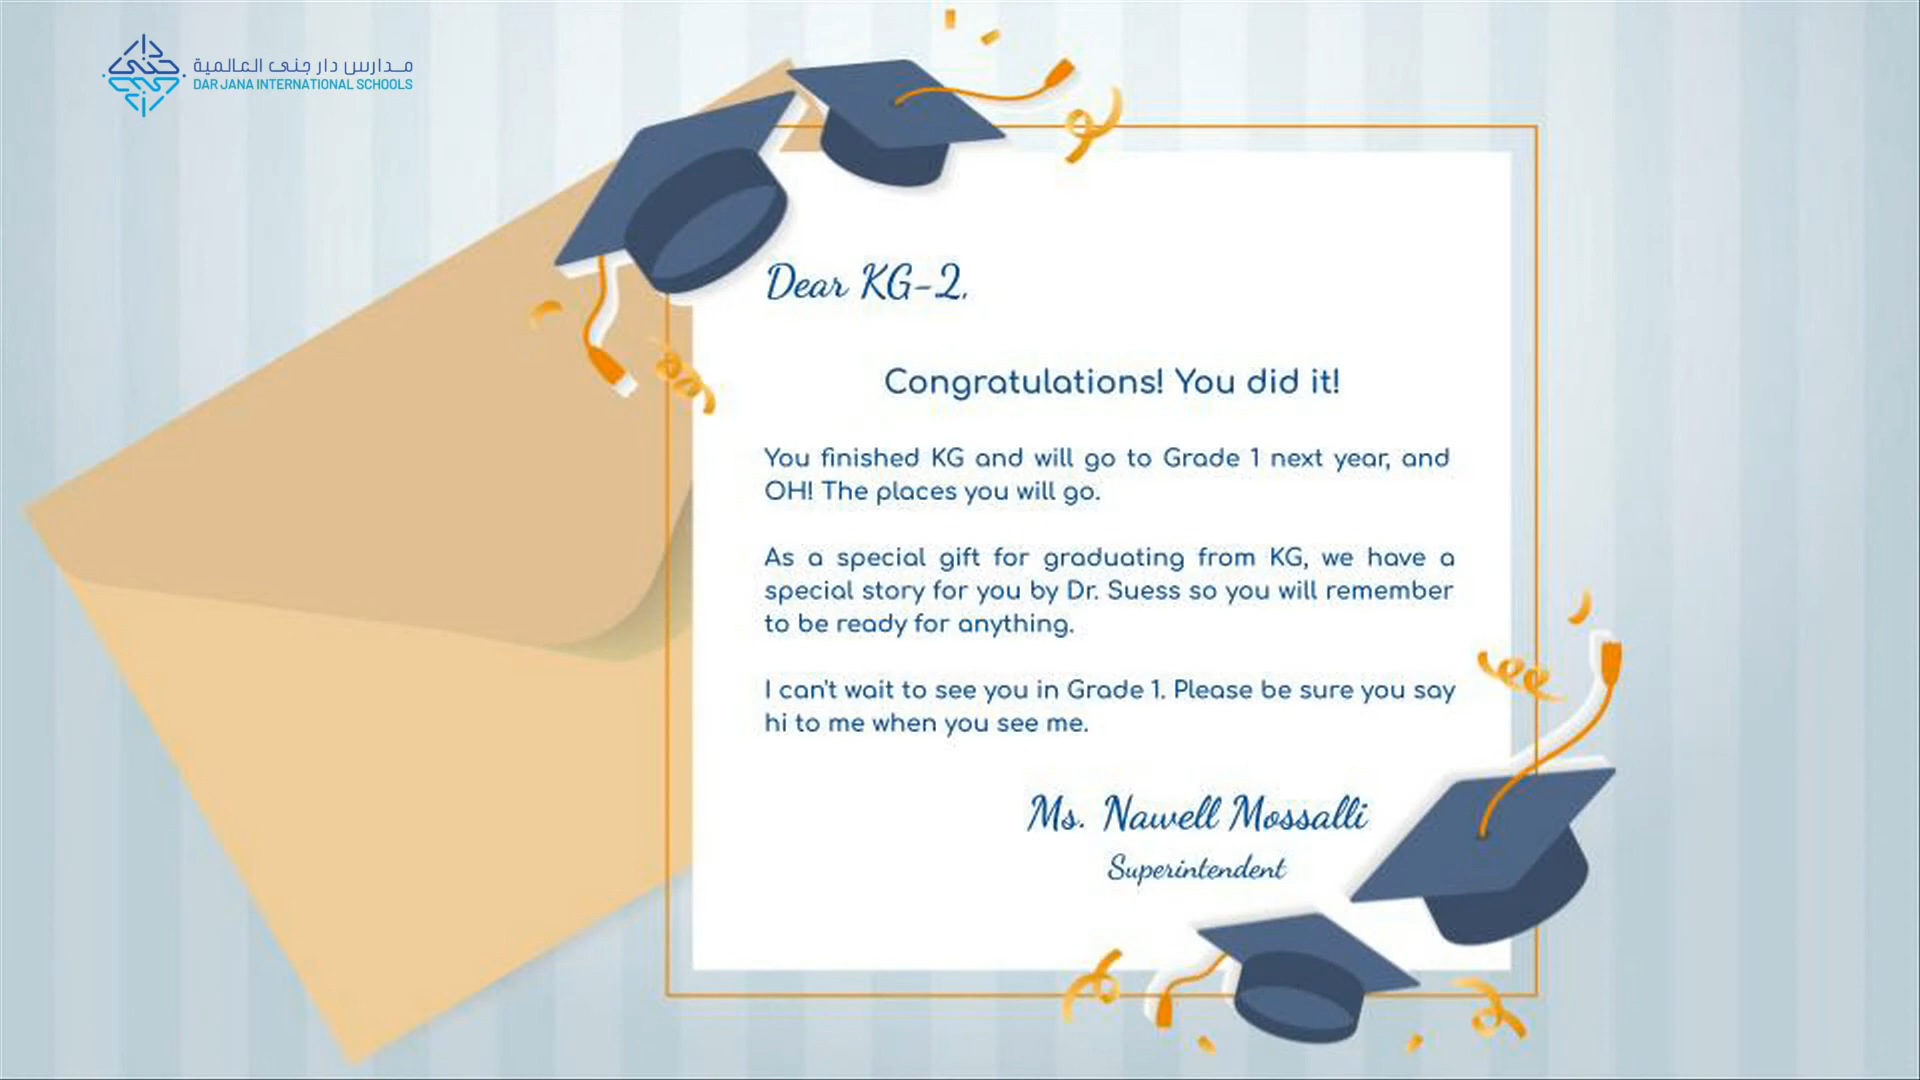 مدارس دار جنى العالمية
DAR JANA INTERNATIONAL SCHOOLS
Dear KG-2,
Congratulations! You did it!
You finished KG and will go to Grade 1 next year, and
OH! The places you will go.
As a special gift for graduating from KG, we have a
special story for you by Dr. Suess so you will remember
to be ready for anything.
I can't wait to see you in Grade 1. Please be sure you say
hi to me when you see me.
Ms. Nawell Mossalli
Superintendent